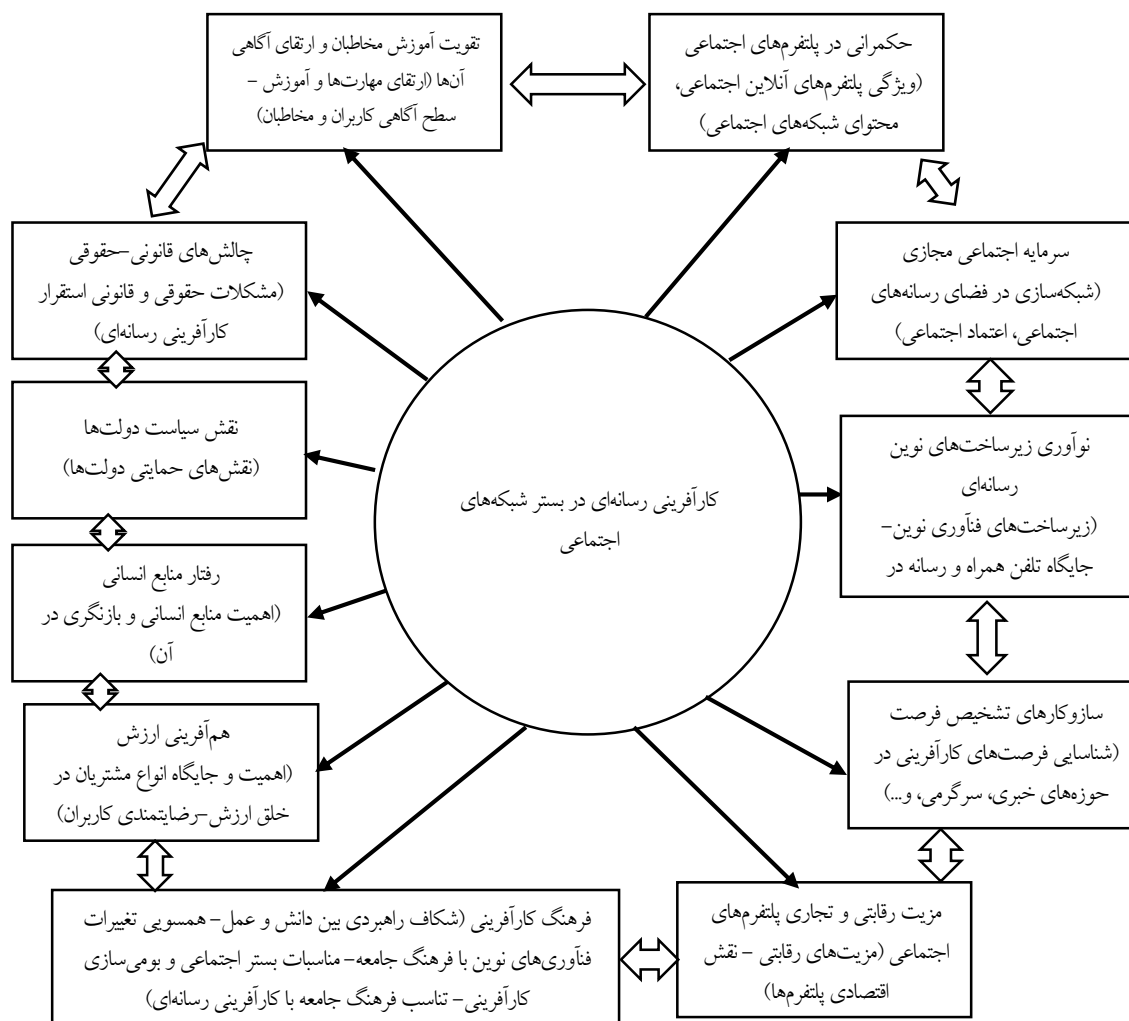 حکمرانی در پلتفرم‌های اجتماعی
(ویژگی پلتفرم‌های آنلاین اجتماعی،
محتوای شبکه‌های اجتماعی)
تقویت آموزش مخاطبان و ارتقای آگاهی
آن‌ها (ارتقای مهارت‌ها و آموزش –
سطح آگاهی کاربران و مخاطبان)
سرمایه اجتماعی مجازی
(شبکه‌سازی در فضای رسانه‌های
اجتماعی، اعتماد اجتماعی)
چالش‌های قانونی–حقوقی
(مشکلات حقوقی و قانونی استقرار
کارآفرینی رسانه‌ای)
نوآوری زیرساخت‌های نوین
رسانه‌ای
(زیرساخت‌های فنآوری نوین–
جایگاه تلفن همراه و رسانه در
نقش سیاست دولت‌ها
(نقش‌های حمایتی دولت‌ها)
کارآفرینی رسانه‌ای در بستر شبکه‌های
اجتماعی
رفتار منابع انسانی
(اهمیت منابع انسانی و بازنگری در
آن)
سازوکارهای تشخیص فرصت
(شناسایی فرصت‌های کارآفرینی در
حوزه‌های خبری، سرگرمی، و...)
هم‌آفرینی ارزش
(اهمیت و جایگاه انواع مشتریان در
خلق ارزش–رضایتمندی کاربران)
مزیت رقابتی و تجاری پلتفرم‌های
اجتماعی (مزیت‌های رقابتی – نقش
اقتصادی پلتفرم‌ها)
فرهنگ کارآفرینی (شکاف راهبردی بین دانش و عمل– همسویی تغییرات
فنآوری‌های نوین با فرهنگ جامعه– مناسبات بستر اجتماعی و بومی‌سازی
کارآفرینی– تناسب فرهنگ جامعه با کارآفرینی رسانه‌ای)